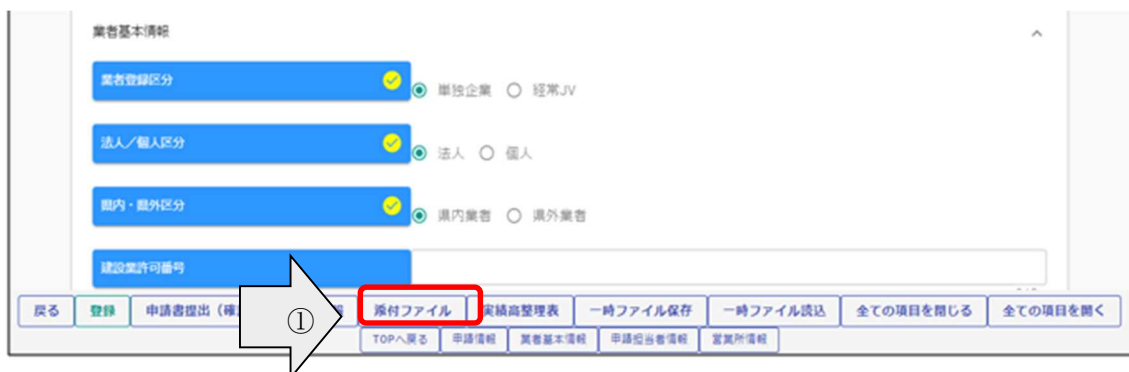 業者基本情報
業者登録区分 単独企業 経常JV
法人／個人区分 法人 個人
県内・県外区分 県内業者 県外業者
建設業許可番号
戻る 登録 申請書提出（確 添付ファイル 実績高整理表 一時ファイル保存 一時ファイル読込 全ての項目を閉じる 全ての項目を開く
①
TOPへ戻る 申請情報 業者基本情報 申請担当者情報 営業所情報